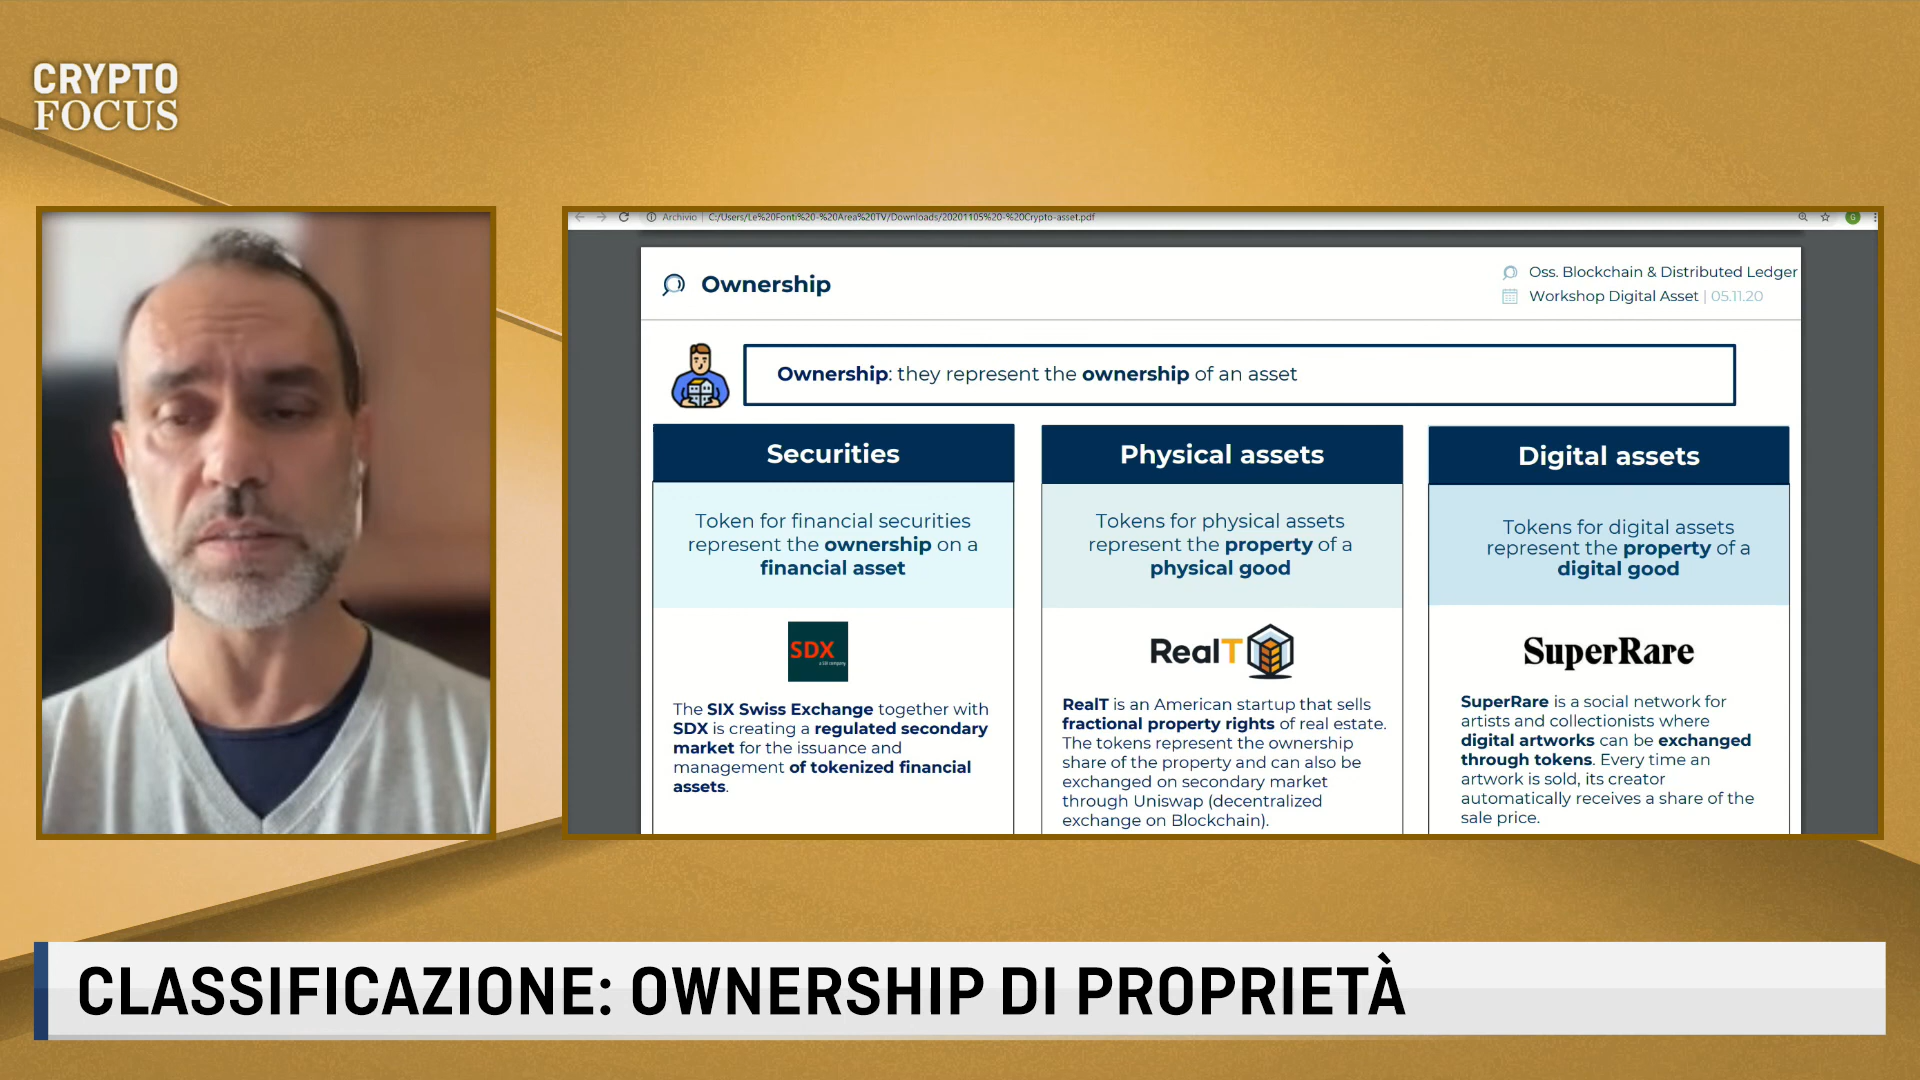 CRYPTO
FOCUS
Archivio | C:/Users/Le%20Fonti%20-%20Area%20TV/Downloads/20201105%20-%20Crypto-asset.pdf
G
Ownership
Oss. Blockchain & Distributed Ledger
Workshop Digital Asset | 05.11.20
Ownership: they represent the ownership of an asset
Securities
Token for financial securities
represent the ownership on a
financial asset
SDX
The SIX Swiss Exchange together with
SDX is creating a regulated secondary
market for the issuance and
management of tokenized financial
assets.
Physical assets
Tokens for physical assets
represent the property of a
physical good
RealT
RealT is an American startup that sells
fractional property rights of real estate.
The tokens represent the ownership
share of the property and can also be
exchanged on secondary market
through Uniswap (decentralized
exchange on Blockchain).
Digital assets
Tokens for digital assets
represent the property of a
digital good
SuperRare
SuperRare is a social network for
artists and collectionists where
digital artworks can be exchanged
through tokens. Every time an
artwork is sold, its creator
automatically receives a share of the
sale price.
CLASSIFICAZIONE: OWNERSHIP DI PROPRIETÀ